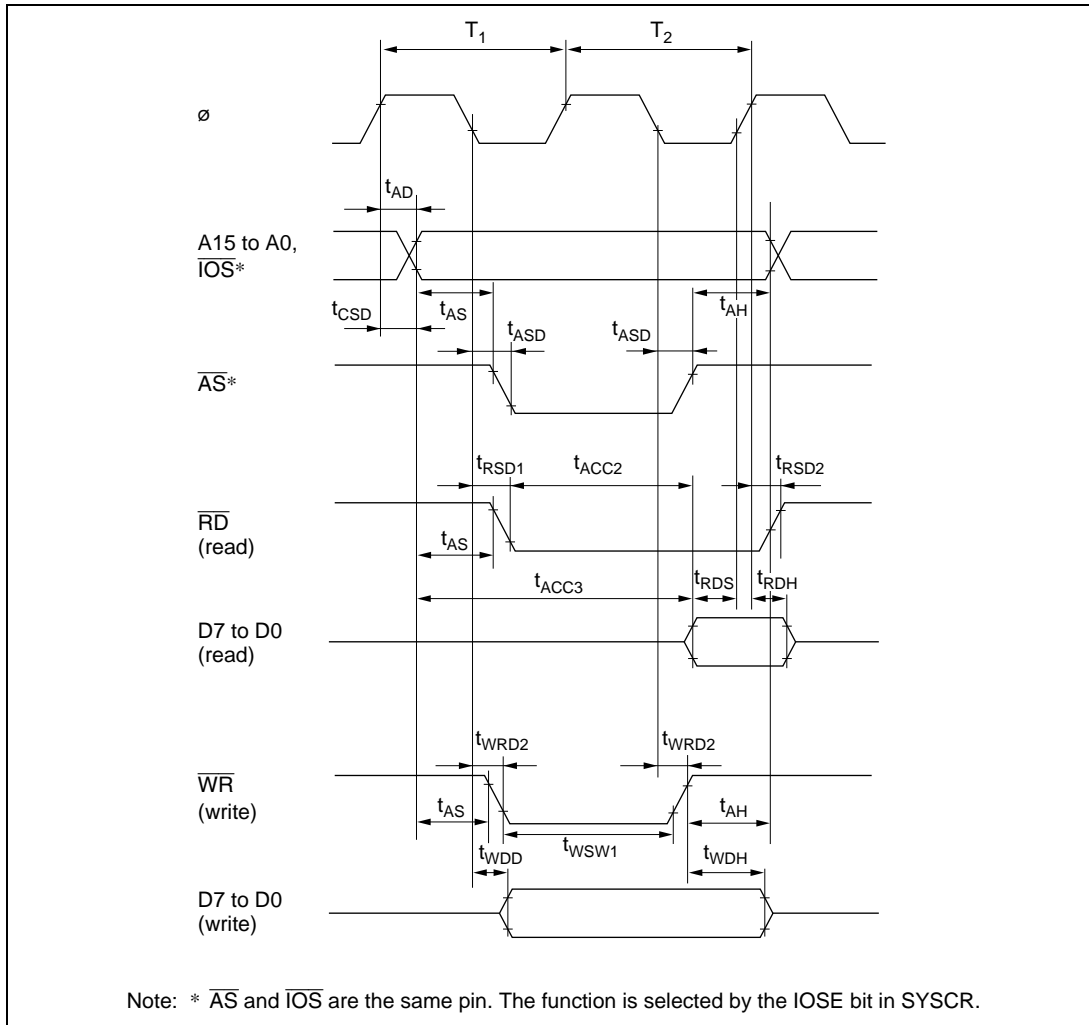 T1 T2
ø
tAD
A15 to A0,
IOS*
tCSD tAS tAH
tASD tASD
AS*
tRSD1 tACC2 tRSD2
RD
(read)
tAS
tACC3 tRDS tRDH
D7 to D0
(read)
tWRD2 tWRD2
WR
(write)
tAS tAH
tWSW1
tWDD tWDH
D7 to D0
(write)
Note: * AS and IOS are the same pin. The function is selected by the IOSE bit in SYSCR.